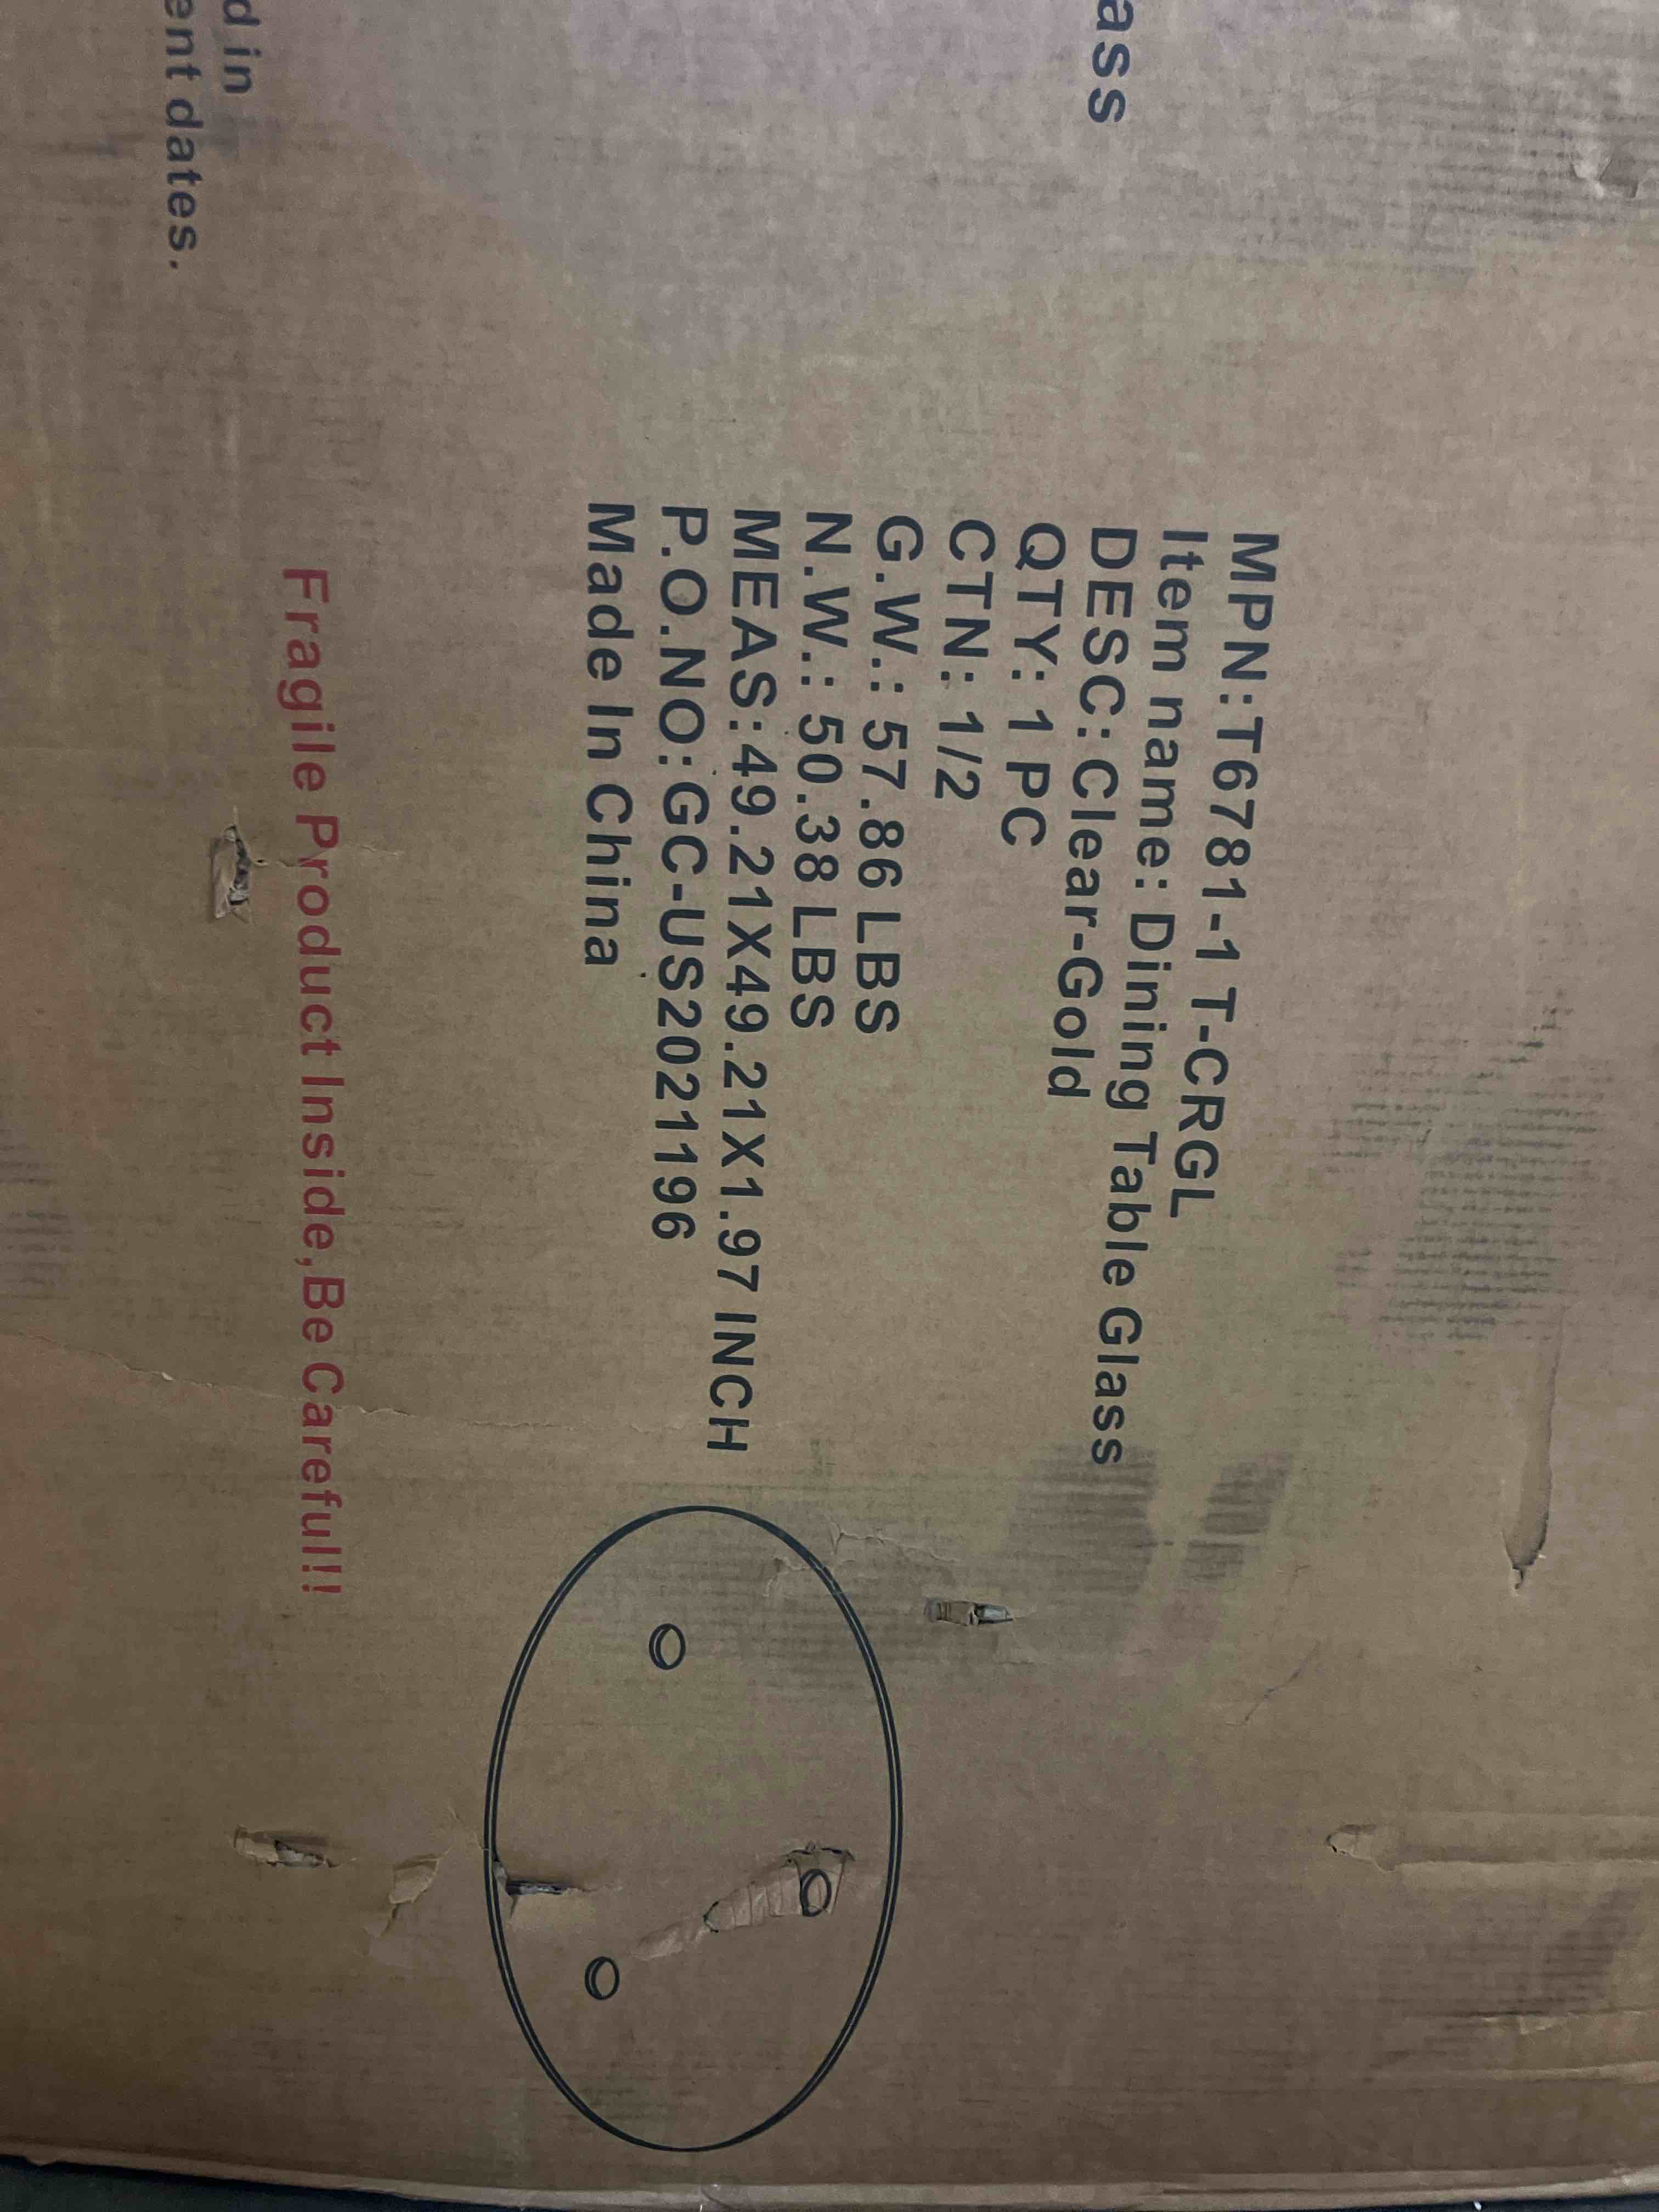 ass
MPN:T6781-1 T-CRGL
Item name: Dining Table Glass
DESC: Clear-Gold
QTY: 1 PC
CTN: 1/2
G.W.: 57.86 LBS
N.W.: 50.38 LBS
MEAS:49.21X49.21X1.97 INCH
P.O.NO:GC-US2021196
Made In China
d in
ent dates.
Fragile Product Inside,Be Careful!!